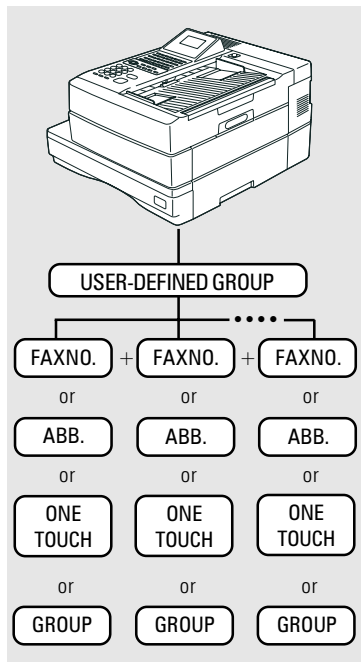 USER-DEFINED GROUP
FAXNO. + FAXNO. + FAXNO.
or or or
ABB. ABB. ABB.
or or or
ONE TOUCH ONE TOUCH ONE TOUCH
or or or
GROUP GROUP GROUP